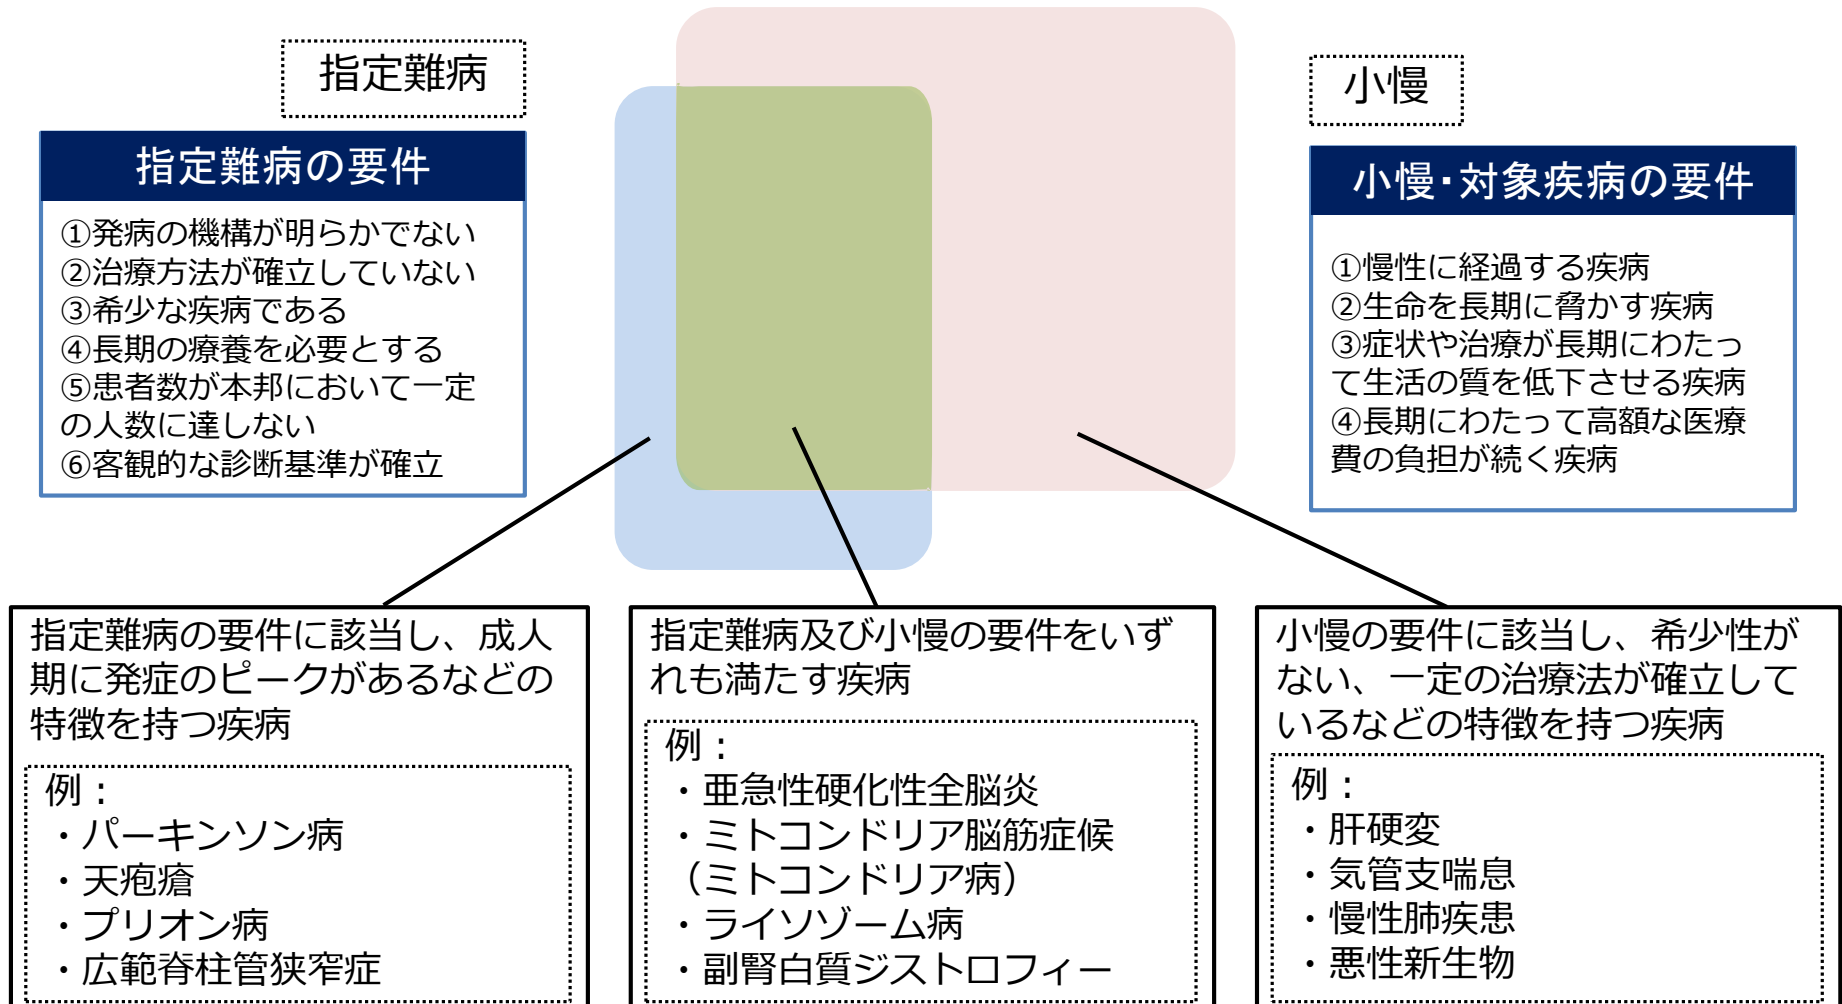 指定難病
指定難病の要件
①発病の機構が明らかでない
②治療方法が確立していない
③希少な疾病である
④長期の療養を必要とする
⑤患者数が本邦において一定
の人数に達しない
⑥客観的な診断基準が確立
小慢
小慢・対象疾病の要件
①慢性に経過する疾病
②生命を長期に脅かす疾病
③症状や治療が長期にわたっ
て生活の質を低下させる疾病
④長期にわたって高額な医療
費の負担が続く疾病
指定難病の要件に該当し、成人
期に発症のピークがあるなどの
特徴を持つ疾病
例：
・パーキンソン病
・天疱瘡
・プリオン病
・広範脊柱管狭窄症
指定難病及び小慢の要件をいず
れも満たす疾病
例：
・亜急性硬化性全脳炎
・ミトコンドリア脳筋症候
（ミトコンドリア病）
・ライソゾーム病
・副腎白質ジストロフィー
小慢の要件に該当し、希少性が
ない、一定の治療法が確立して
いるなどの特徴を持つ疾病
例：
・肝硬変
・気管支喘息
・慢性肺疾患
・悪性新生物